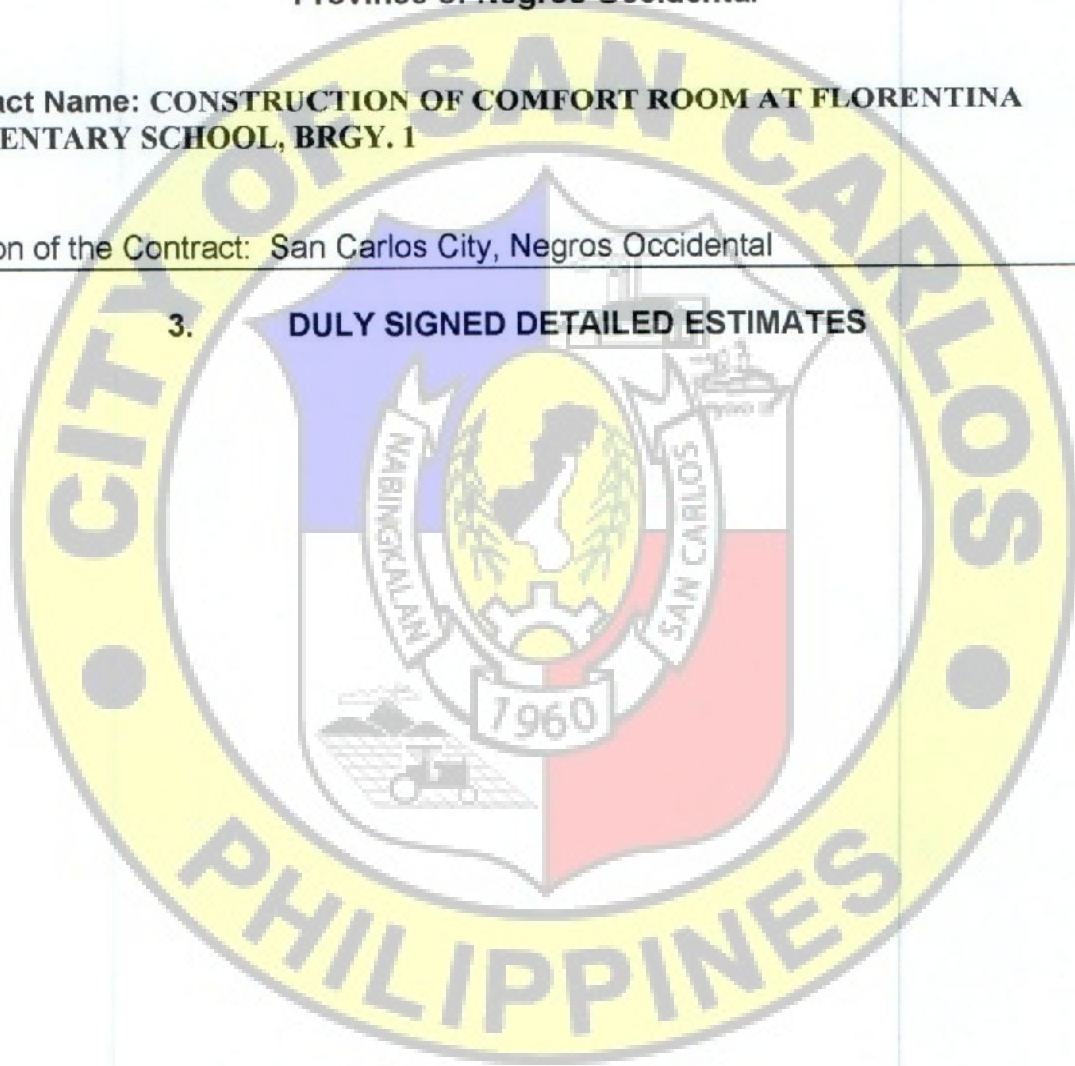 Province of Negros Occidental
act Name: CONSTRUCTION OF COMFORT ROOM AT FLORENTINA
ENTARY SCHOOL, BRGY. 1
on of the Contract: San Carlos City, Negros Occidental
3. DULY SIGNED DETAILED ESTIMATES
CITY OF SAN CARLOS
NABINGKALAN
SAN CARLOS
1960
PHILIPPINES